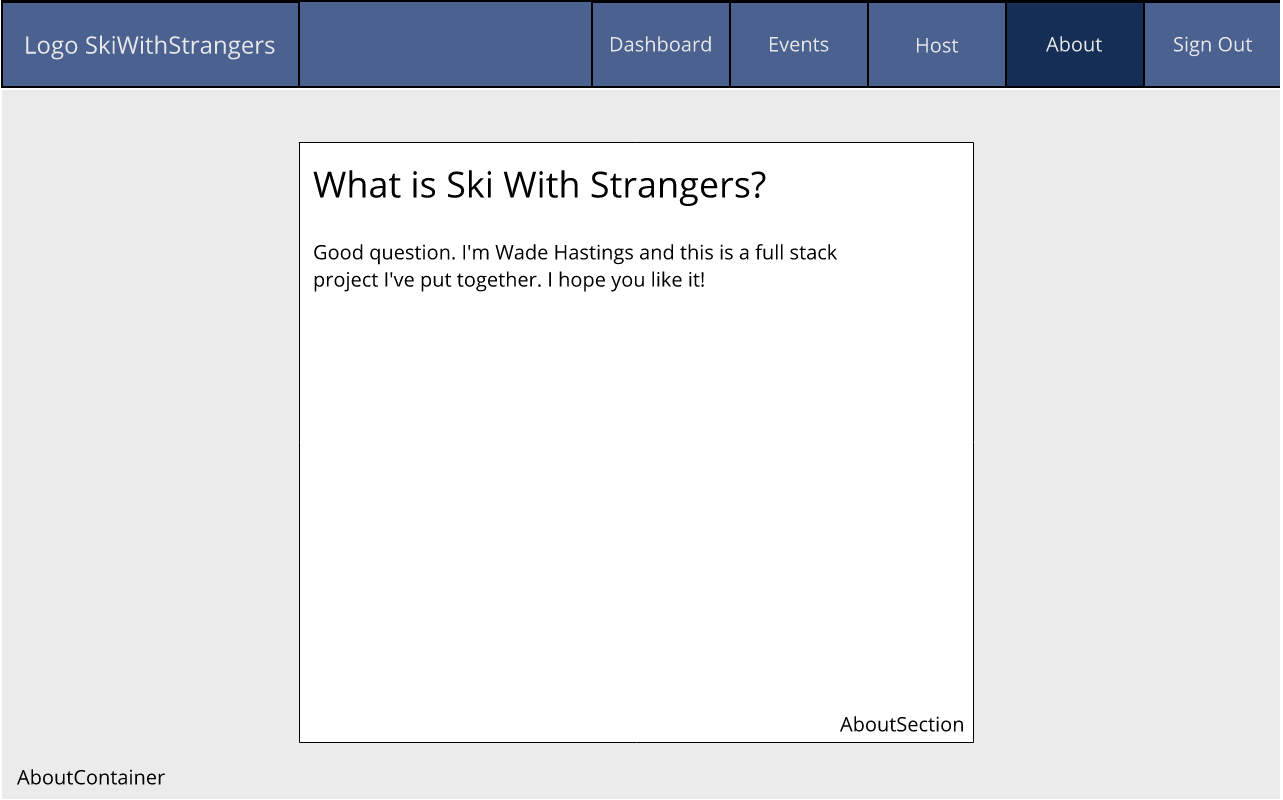 Logo SkiWithStrangers
Dashboard
Events
Host
About
Sign Out
What is Ski With Strangers?
Good question. I'm Wade Hastings and this is a full stack
project I've put together. I hope you like it!
AboutSection
AboutContainer